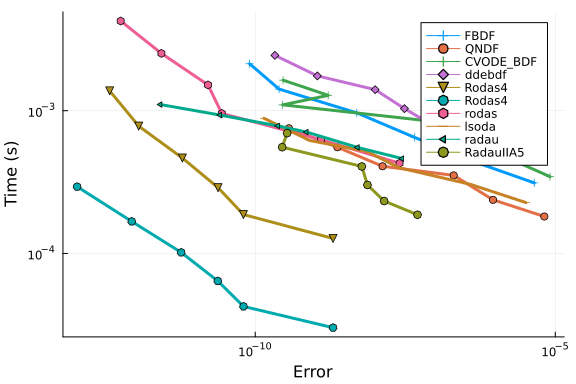 FBDF
QNDF
CVODE_BDF
ddebdf
Rodas4
Rodas4
rodas
lsoda
radau
RadauIIA5
10⁻³
10⁻⁴
Time (s)
10⁻¹⁰
10⁻⁵
Error